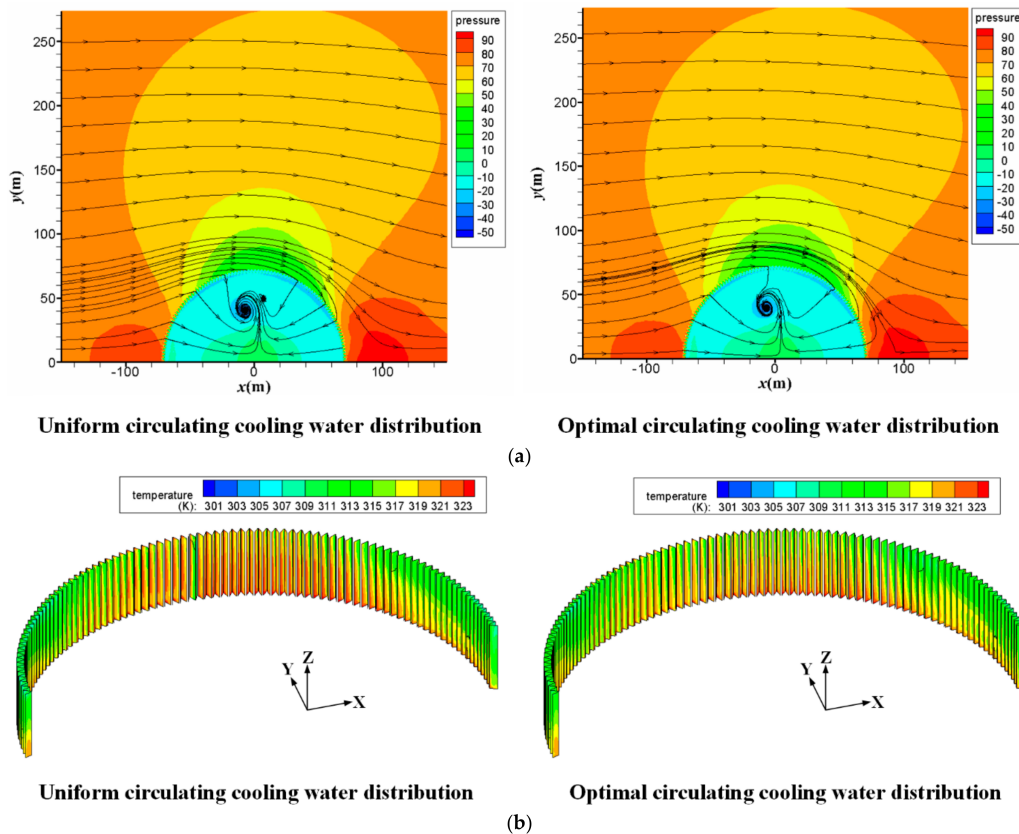 pressure
90
80
70
60
50
40
30
20
10
0
-10
-20
-30
-40
-50
250
200
150
100
50
0
y(m)
-100
0
100
x(m)
pressure
90
80
70
60
50
40
30
20
10
0
-10
-20
-30
-40
-50
250
200
150
100
50
0
y(m)
-100
0
100
x(m)
Uniform circulating cooling water distribution
Optimal circulating cooling water distribution
(a)
temperature
(K): 301 303 305 307 309 311 313 315 317 319 321 323
Z
Y
X
temperature
(K): 301 303 305 307 309 311 313 315 317 319 321 323
Z
Y
X
Uniform circulating cooling water distribution
Optimal circulating cooling water distribution
(b)